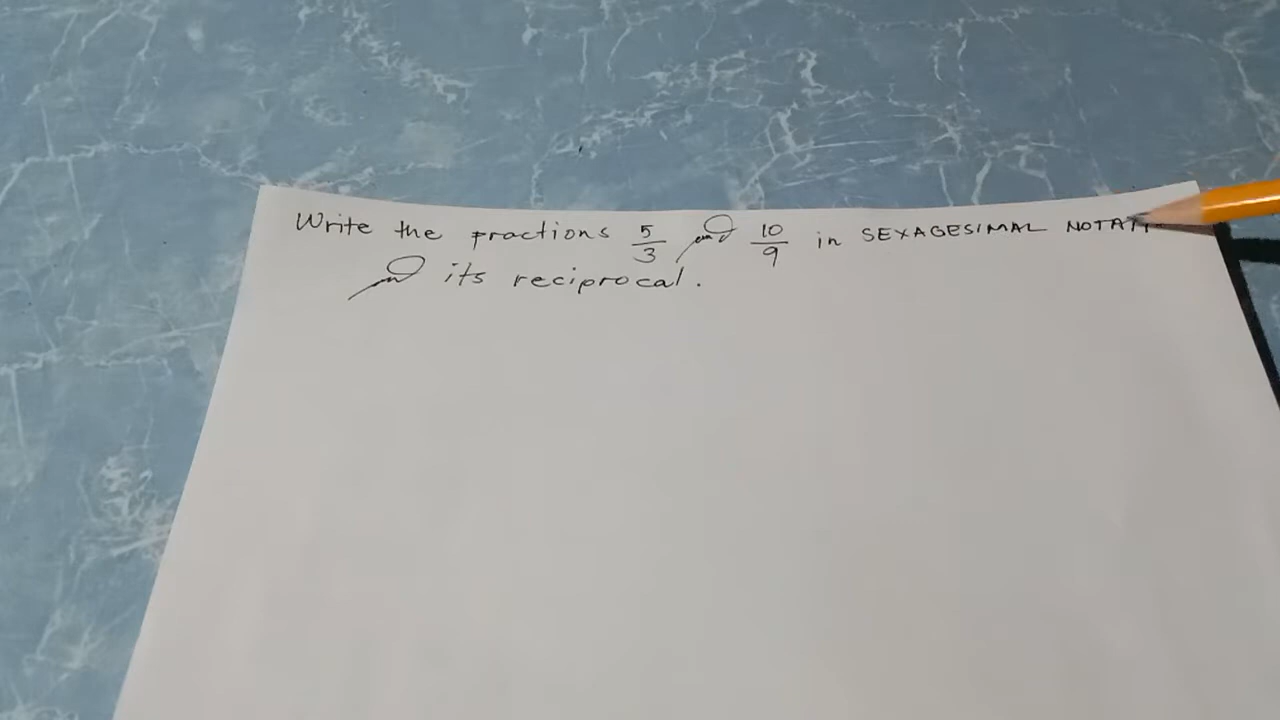 Write the fractions 5/3 and 10/9 in SEXAGESIMAL
and its reciprocal.